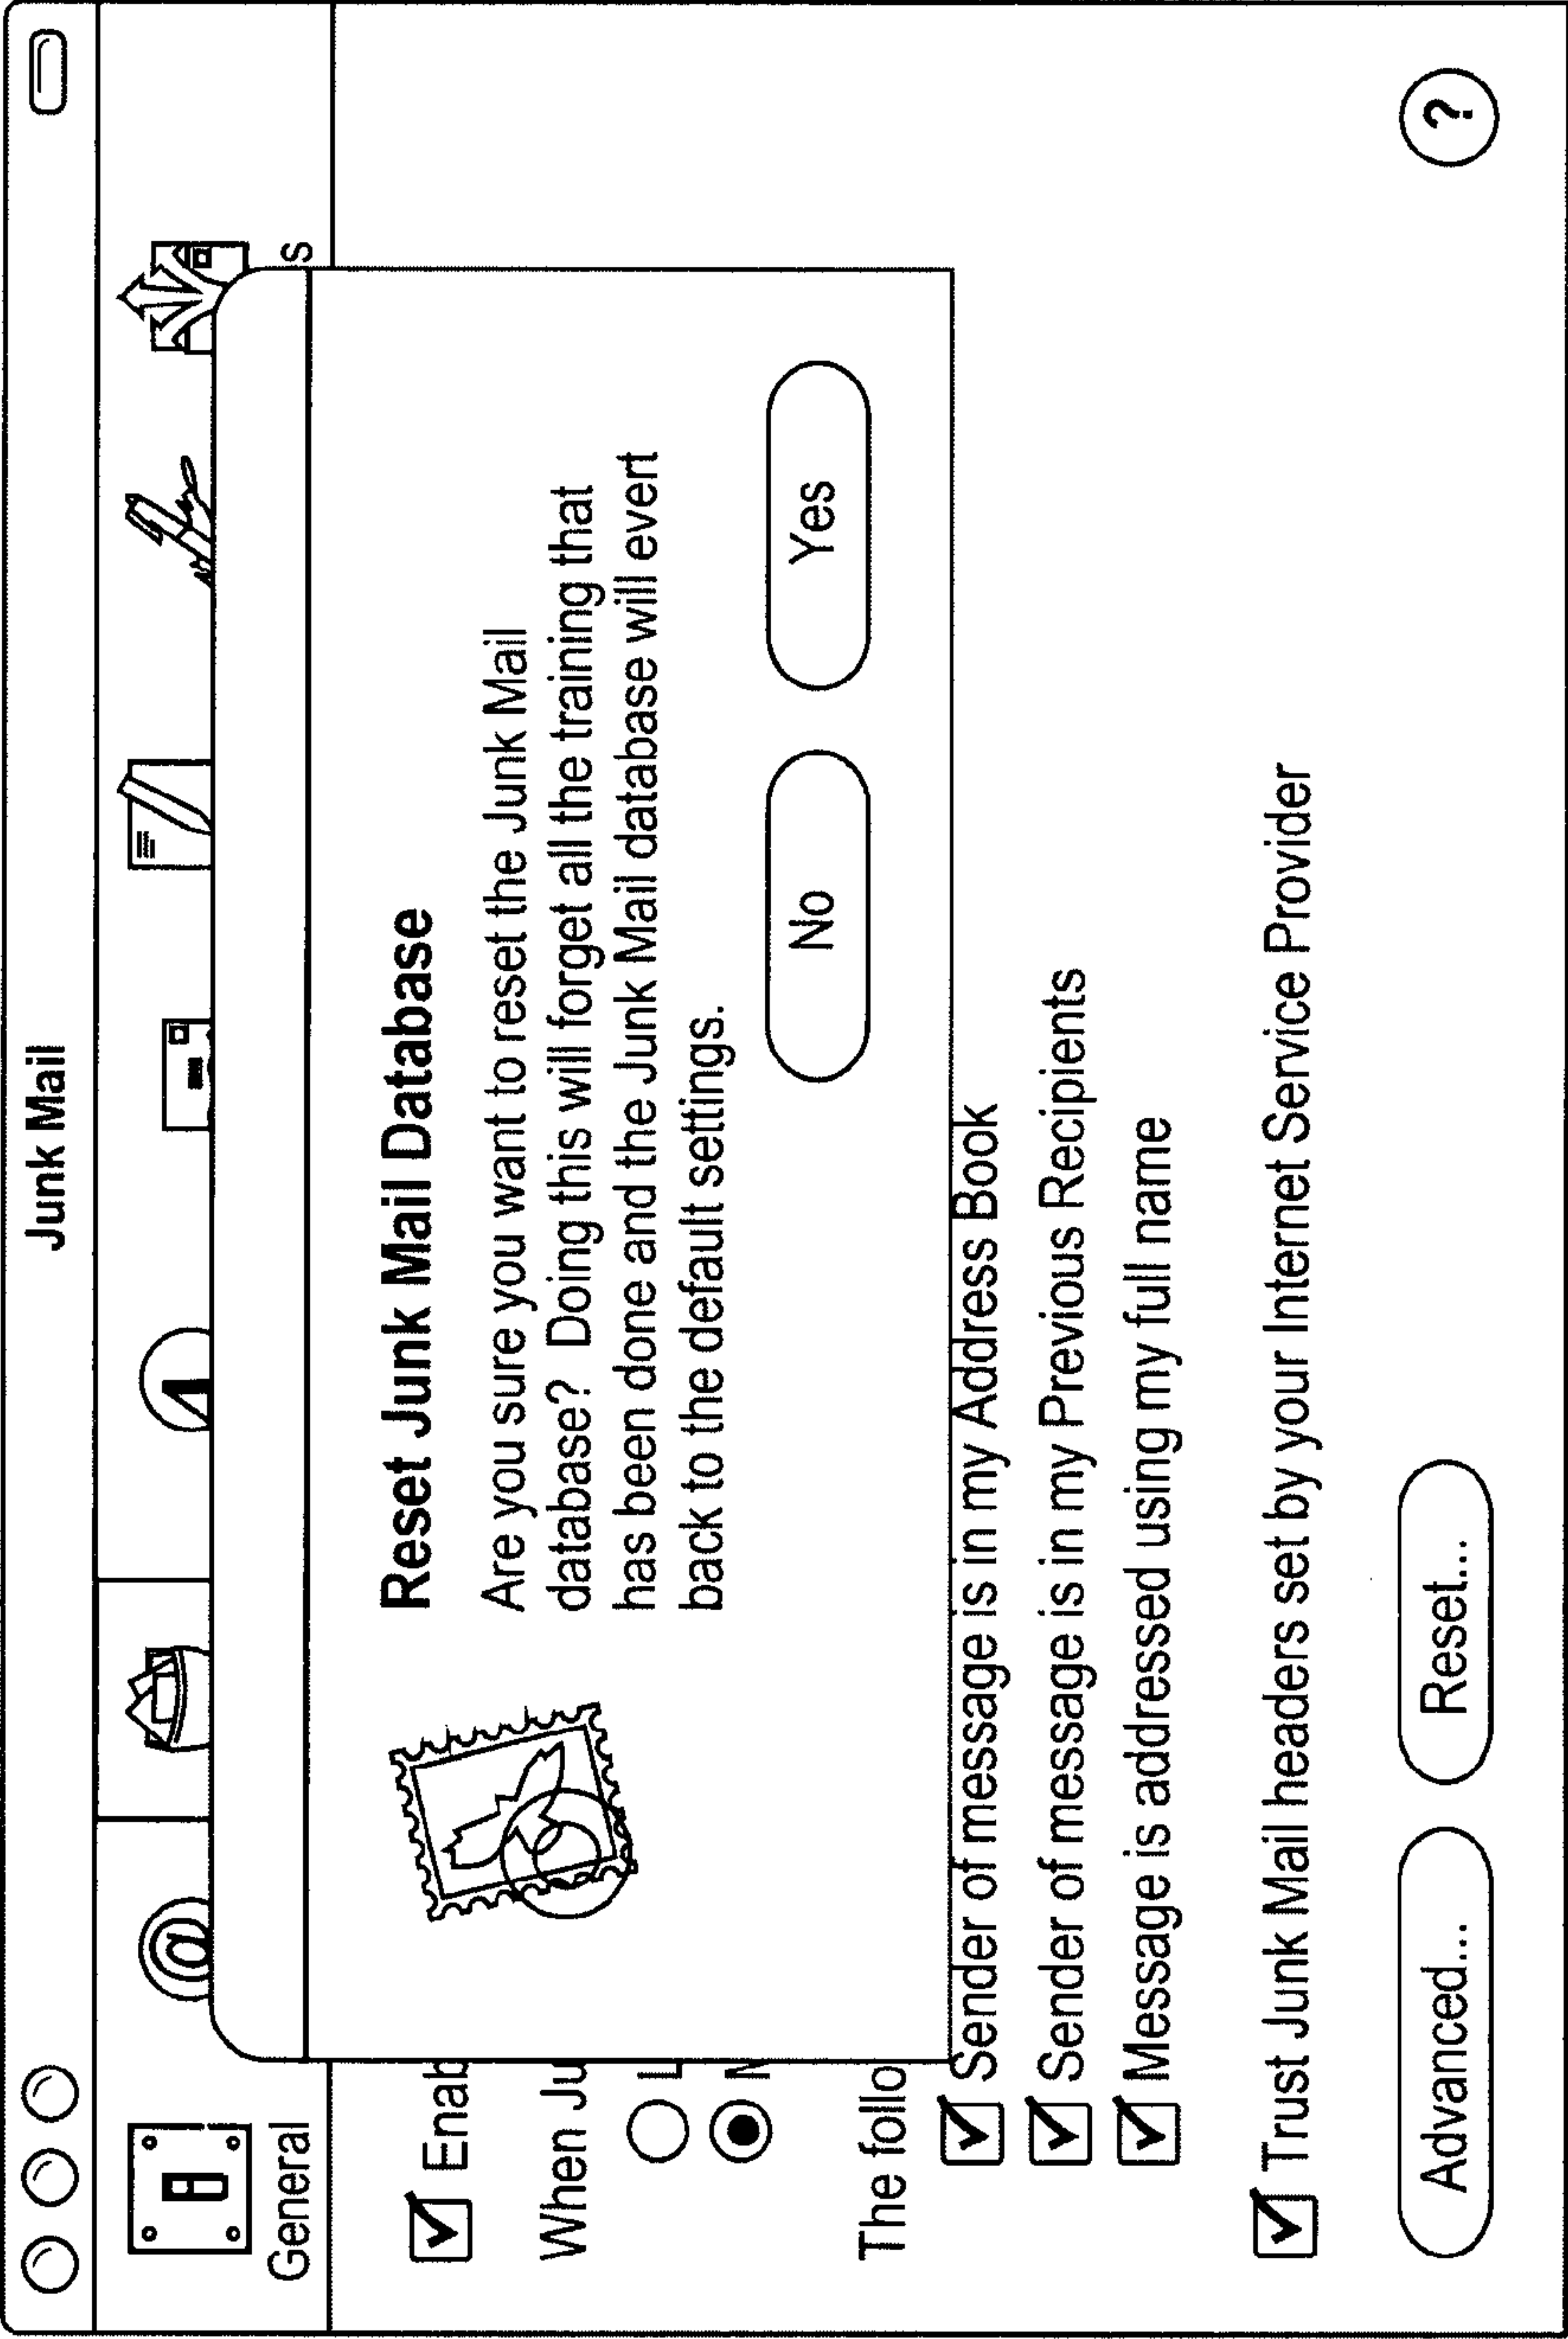 Junk Mail
@
General
s
Reset Junk Mail Database
Are you sure you want to reset the Junk Mail
database? Doing this will forget all the training that
has been done and the Junk Mail database will evert
back to the default settings.
No
Yes
Enab
When Ju
The follo
Sender of message is in my Address Book
Sender of message is in my Previous Recipients
Message is addressed using my full name
Trust Junk Mail headers set by your Internet Service Provider
Advanced...
Reset...
?